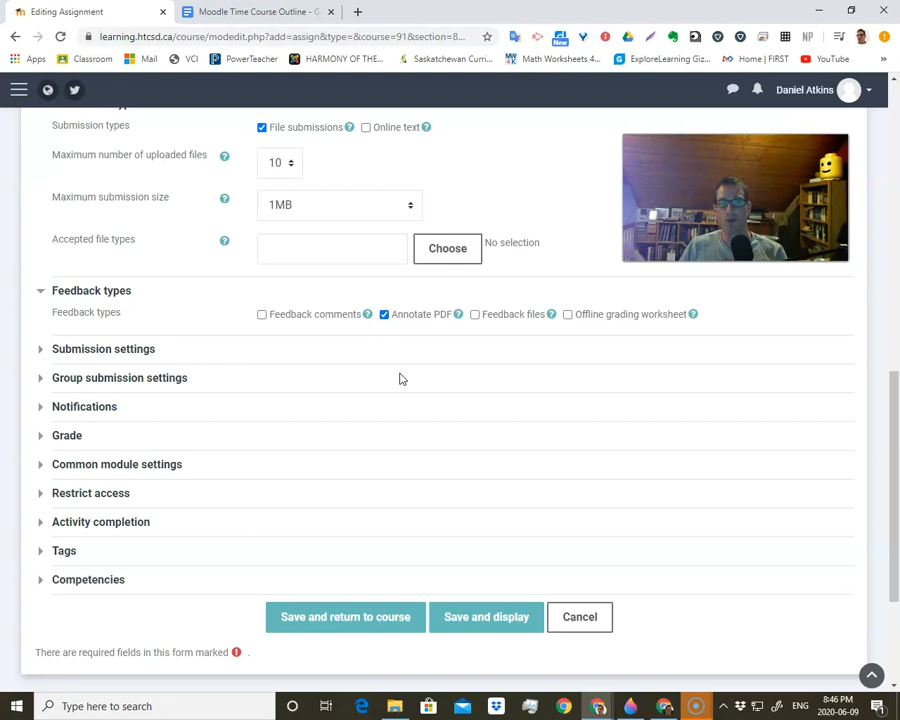 Editing Assignment
Moodle Time Course Outline - G
learning.htcsd.ca/course/modedit.php?add=assign&type=&course=91&section=8...
Apps
Classroom
Mail
VCI
PowerTeacher
HARMONY OF THE...
Saskatchewan Curri...
Math Worksheets 4...
ExploreLearning Giz...
Home | FIRST
YouTube
New
NP
Daniel Atkins
Submission types
File submissions
Online text
Maximum number of uploaded files
10
Maximum submission size
1MB
Accepted file types
Choose
No selection
Feedback types
Feedback types
Feedback comments
Annotate PDF
Feedback files
Offline grading worksheet
Submission settings
Group submission settings
Notifications
Grade
Common module settings
Restrict access
Activity completion
Tags
Competencies
Save and return to course
Save and display
Cancel
There are required fields in this form marked
.
Type here to search
ENG
8:46 PM
2020-06-09